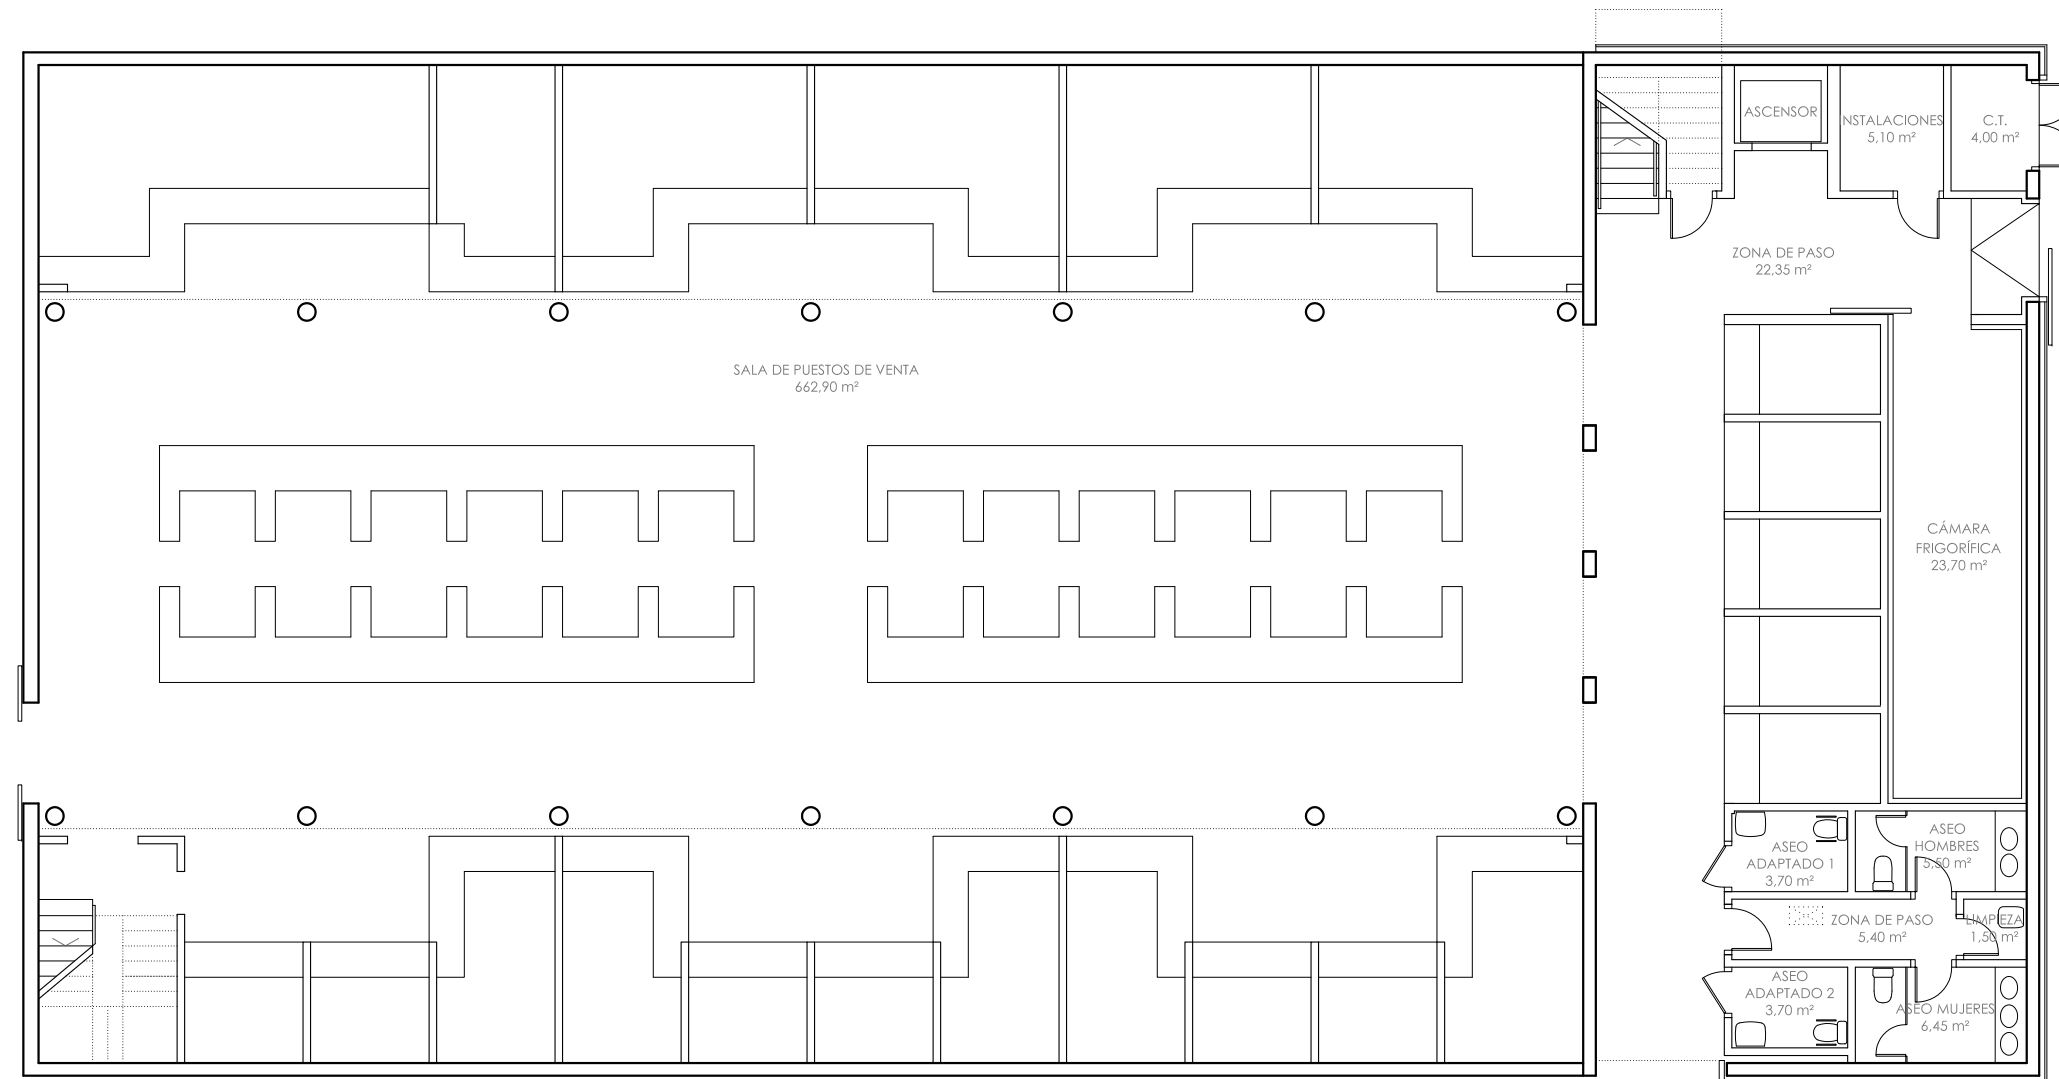 ASCENSOR
NSTALACIONES
5,10 m²
C.T.
4,00 m²
ZONA DE PASO
22,35 m²
SALA DE PUESTOS DE VENTA
662,90 m²
CÁMARA
FRIGORÍFICA
23,70 m²
ASEO
ADAPTADO 1
3,70 m²
ASEO
HOMBRES
5,50 m²
ZONA DE PASO
5,40 m²
LIMPIEZA
1,50 m²
ASEO
ADAPTADO 2
3,70 m²
ASEO MUJERES
6,45 m²